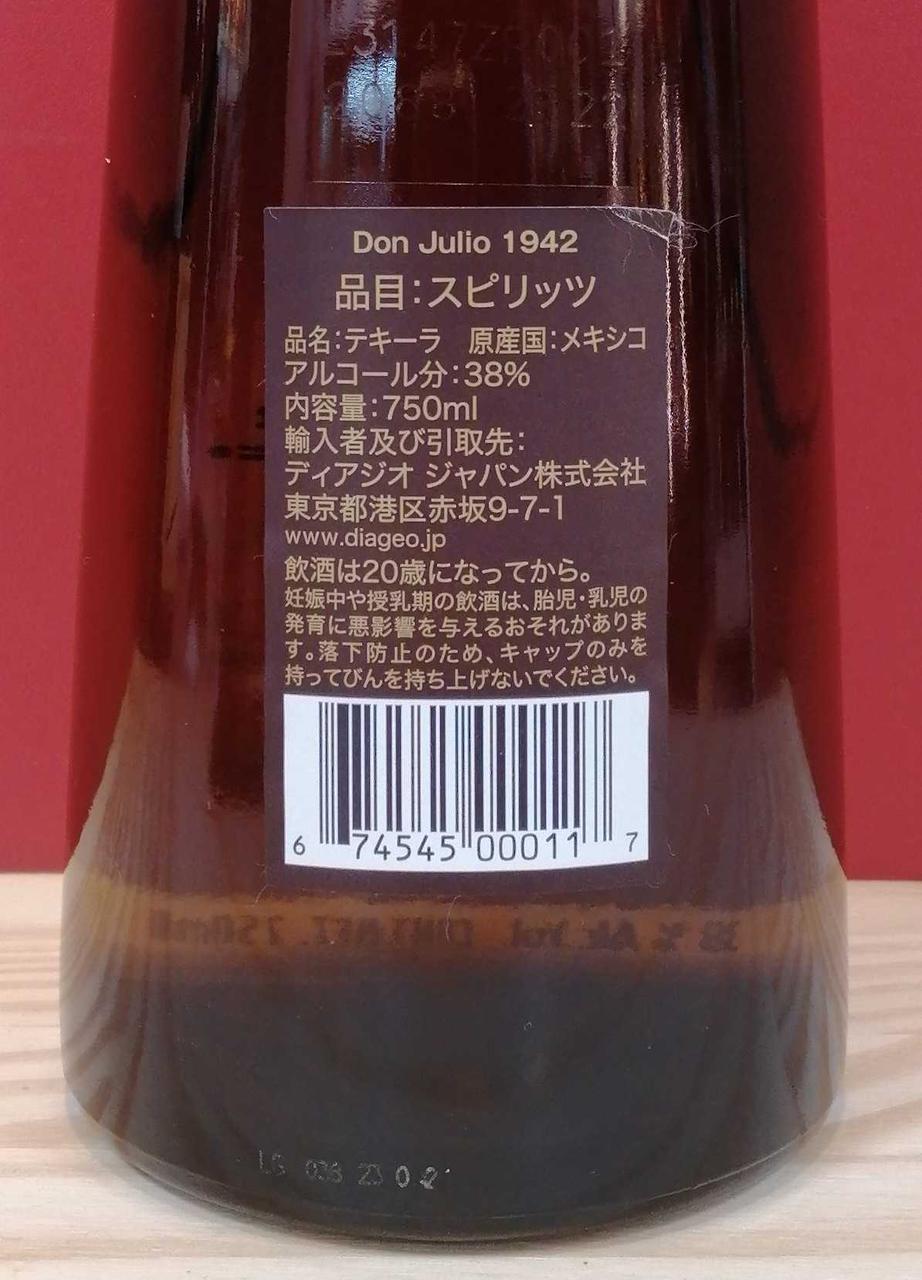 Don Julio 1942
品目:スピリッツ
品名:テキーラ 原産国:メキシコ
アルコール分:38%
内容量:750ml
輸入者及び引取先:
ディアジオ ジャパン株式会社
東京都港区赤坂9-7-1
www.diageo.jp
飲酒は20歳になってから。
妊娠中や授乳期の飲酒は、胎児・乳児の
発育に悪影響を与えるおそれがありま
す。落下防止のため、キャップのみを
持ってびんを持ち上げないでください。
6 74545 00011 7
38% Alc. Vol. CONT. NET. 750ml